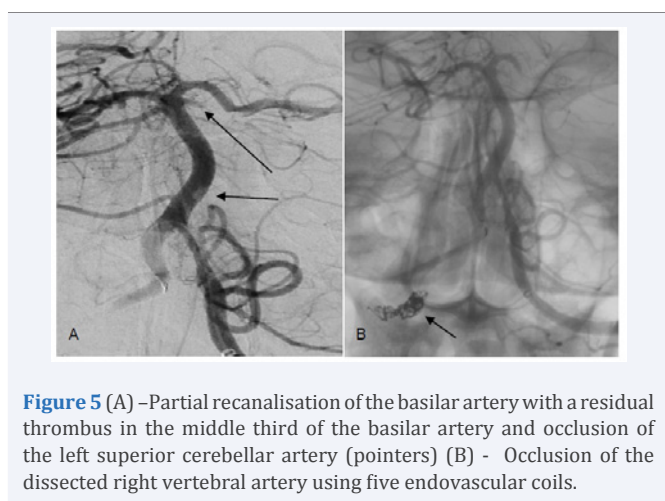 A
B
Figure 5 (A) –Partial recanalisation of the basilar artery with a residual
thrombus in the middle third of the basilar artery and occlusion of
the left superior cerebellar artery (pointers) (B) - Occlusion of the
dissected right vertebral artery using five endovascular coils.